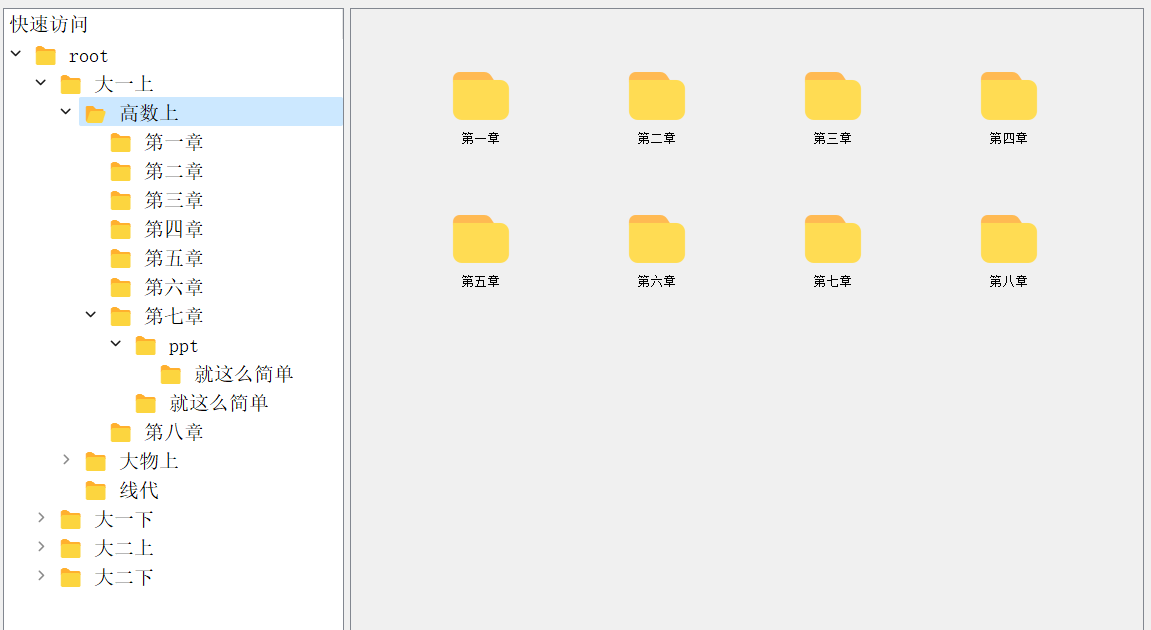 快速访问
root
大一上
高数上
第一章
第二章
第三章
第四章
第五章
第六章
第七章
ppt
就这么简单
就这么简单
第八章
大物上
线代
大一下
大二上
大二下
第一章 第二章 第三章 第四章
第五章 第六章 第七章 第八章